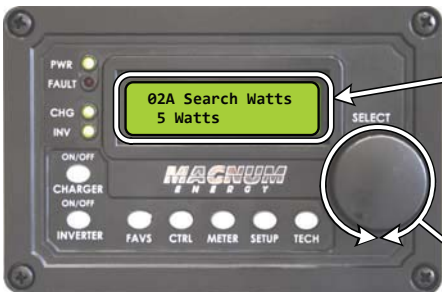 PWR
FAULT
CHG
INV
02A Search Watts
5 Watts
SELECT
ON/OFF
CHARGER
ON/OFF
INVERTER
MAGNUM
ENERGY
FAVS CTRL METER SETUP TECH